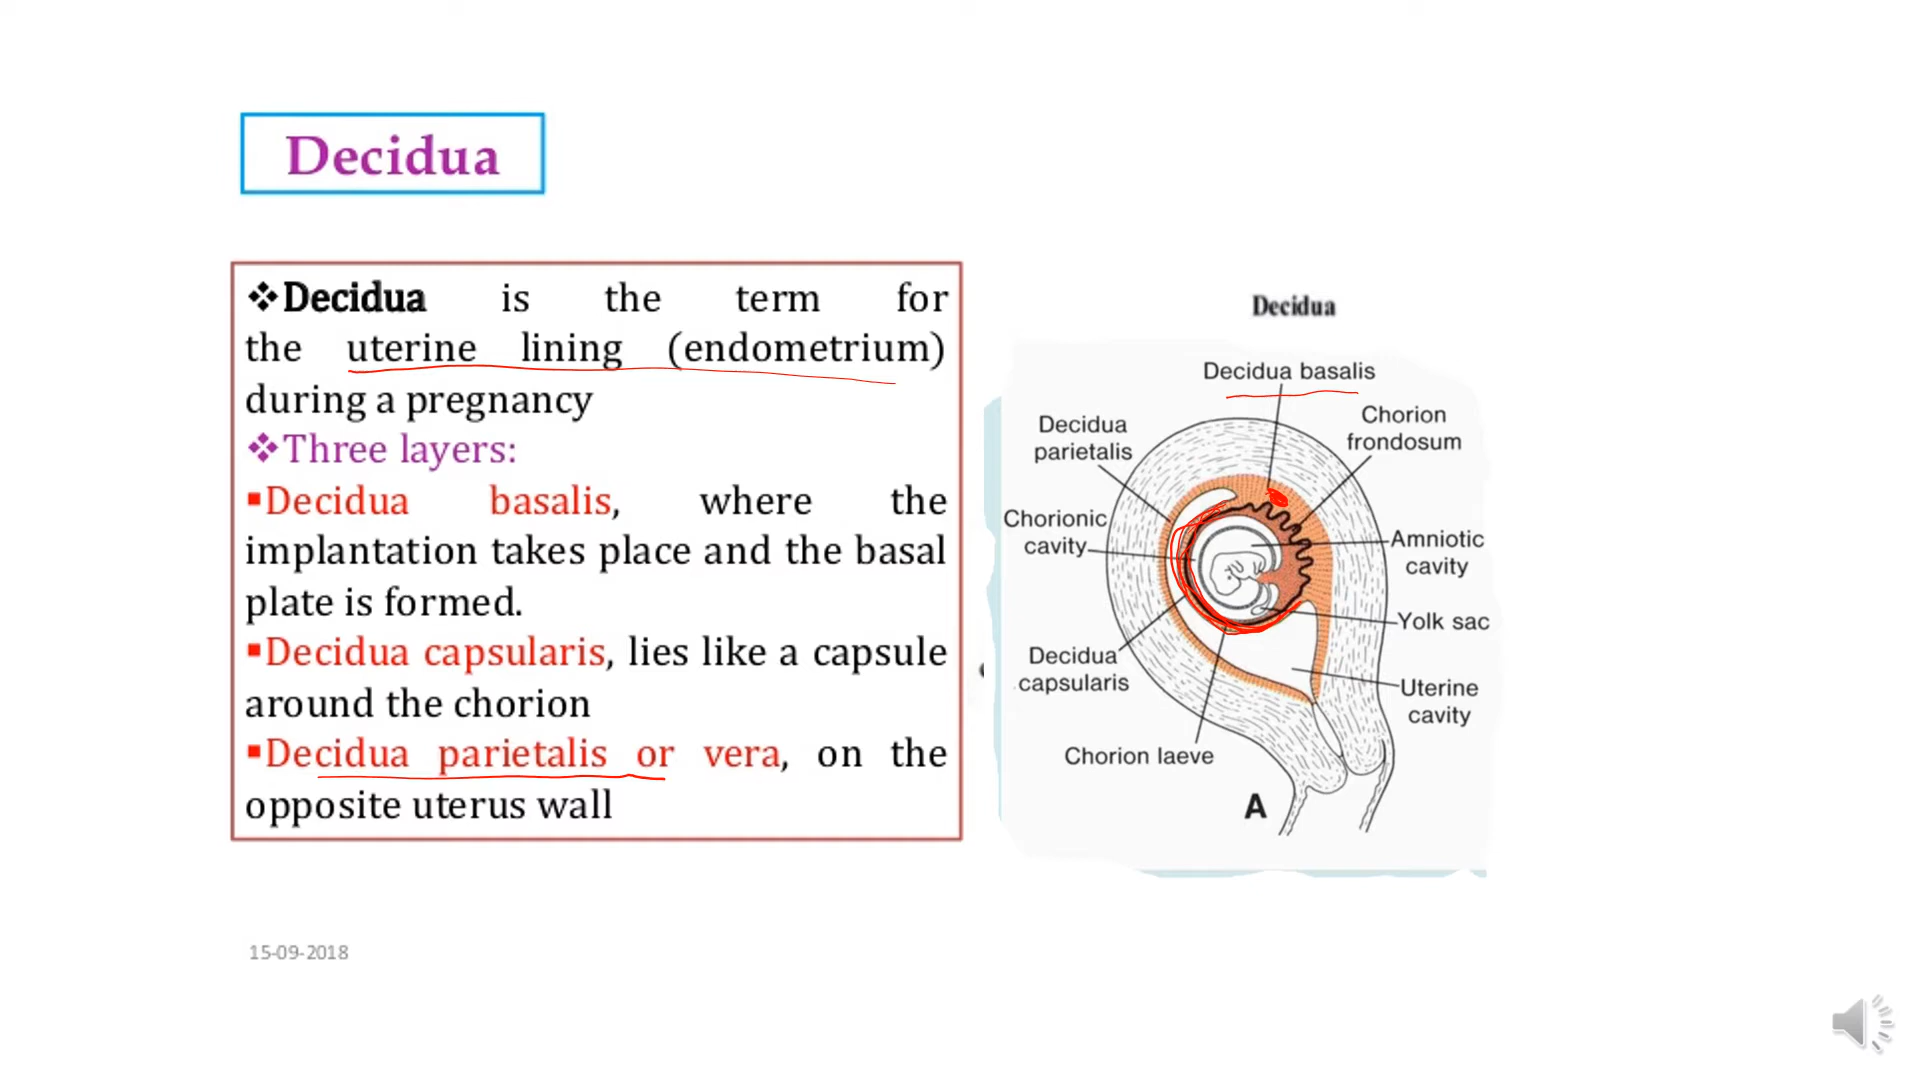 Decidua
❖Decidua is the term for
the uterine lining (endometrium)
during a pregnancy
❖Three layers:
▪Decidua basalis, where the
implantation takes place and the basal
plate is formed.
▪Decidua capsularis, lies like a capsule
around the chorion
▪Decidua parietalis or vera, on the
opposite uterus wall
Decidua
Decidua basalis
Decidua
parietalis
Chorion
frondosum
Chorionic
cavity
Amniotic
cavity
Yolk sac
Decidua
capsularis
Uterine
cavity
Chorion laeve
A
15-09-2018